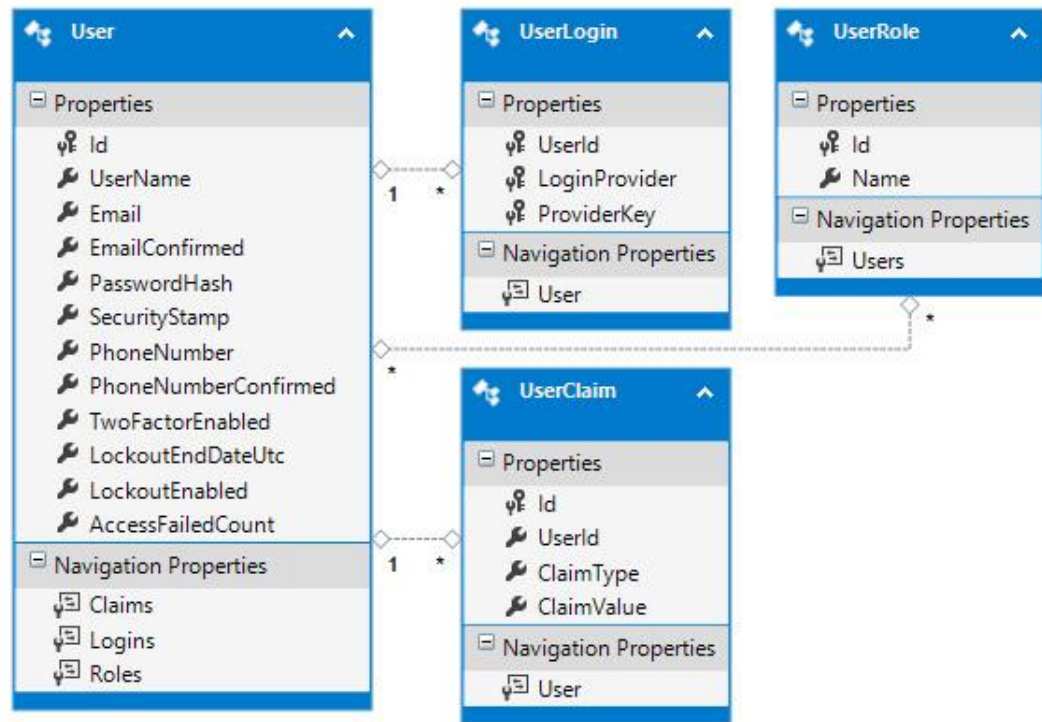 User
Properties
Id
UserName
Email
EmailConfirmed
PasswordHash
SecurityStamp
PhoneNumber
PhoneNumberConfirmed
TwoFactorEnabled
LockoutEndDateUtc
LockoutEnabled
AccessFailedCount
Navigation Properties
Claims
Logins
Roles
1 *
*
*
1 *
UserLogin
Properties
UserId
LoginProvider
ProviderKey
Navigation Properties
User
UserRole
Properties
Id
Name
Navigation Properties
Users
UserClaim
Properties
Id
UserId
ClaimType
ClaimValue
Navigation Properties
User